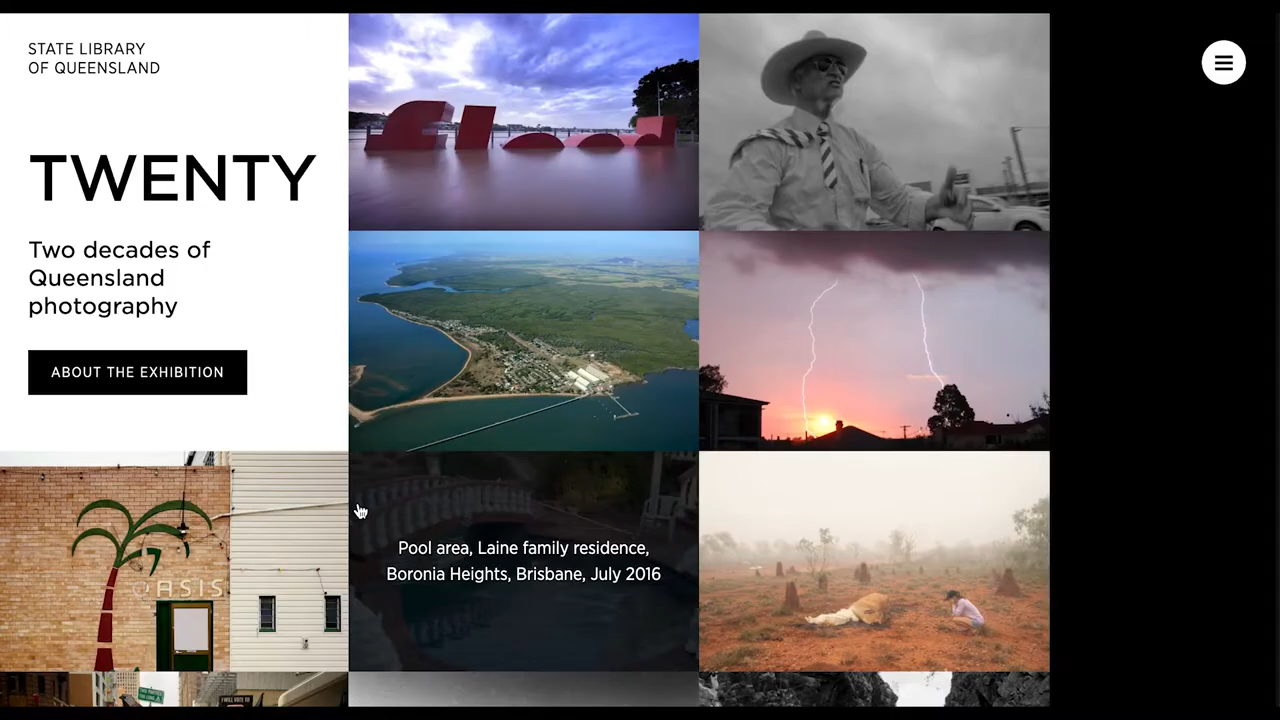 STATE LIBRARY
OF QUEENSLAND
TWENTY
Two decades of
Queensland
photography
ABOUT THE EXHIBITION
OASIS
Pool area, Laine family residence,
Boronia Heights, Brisbane, July 2016